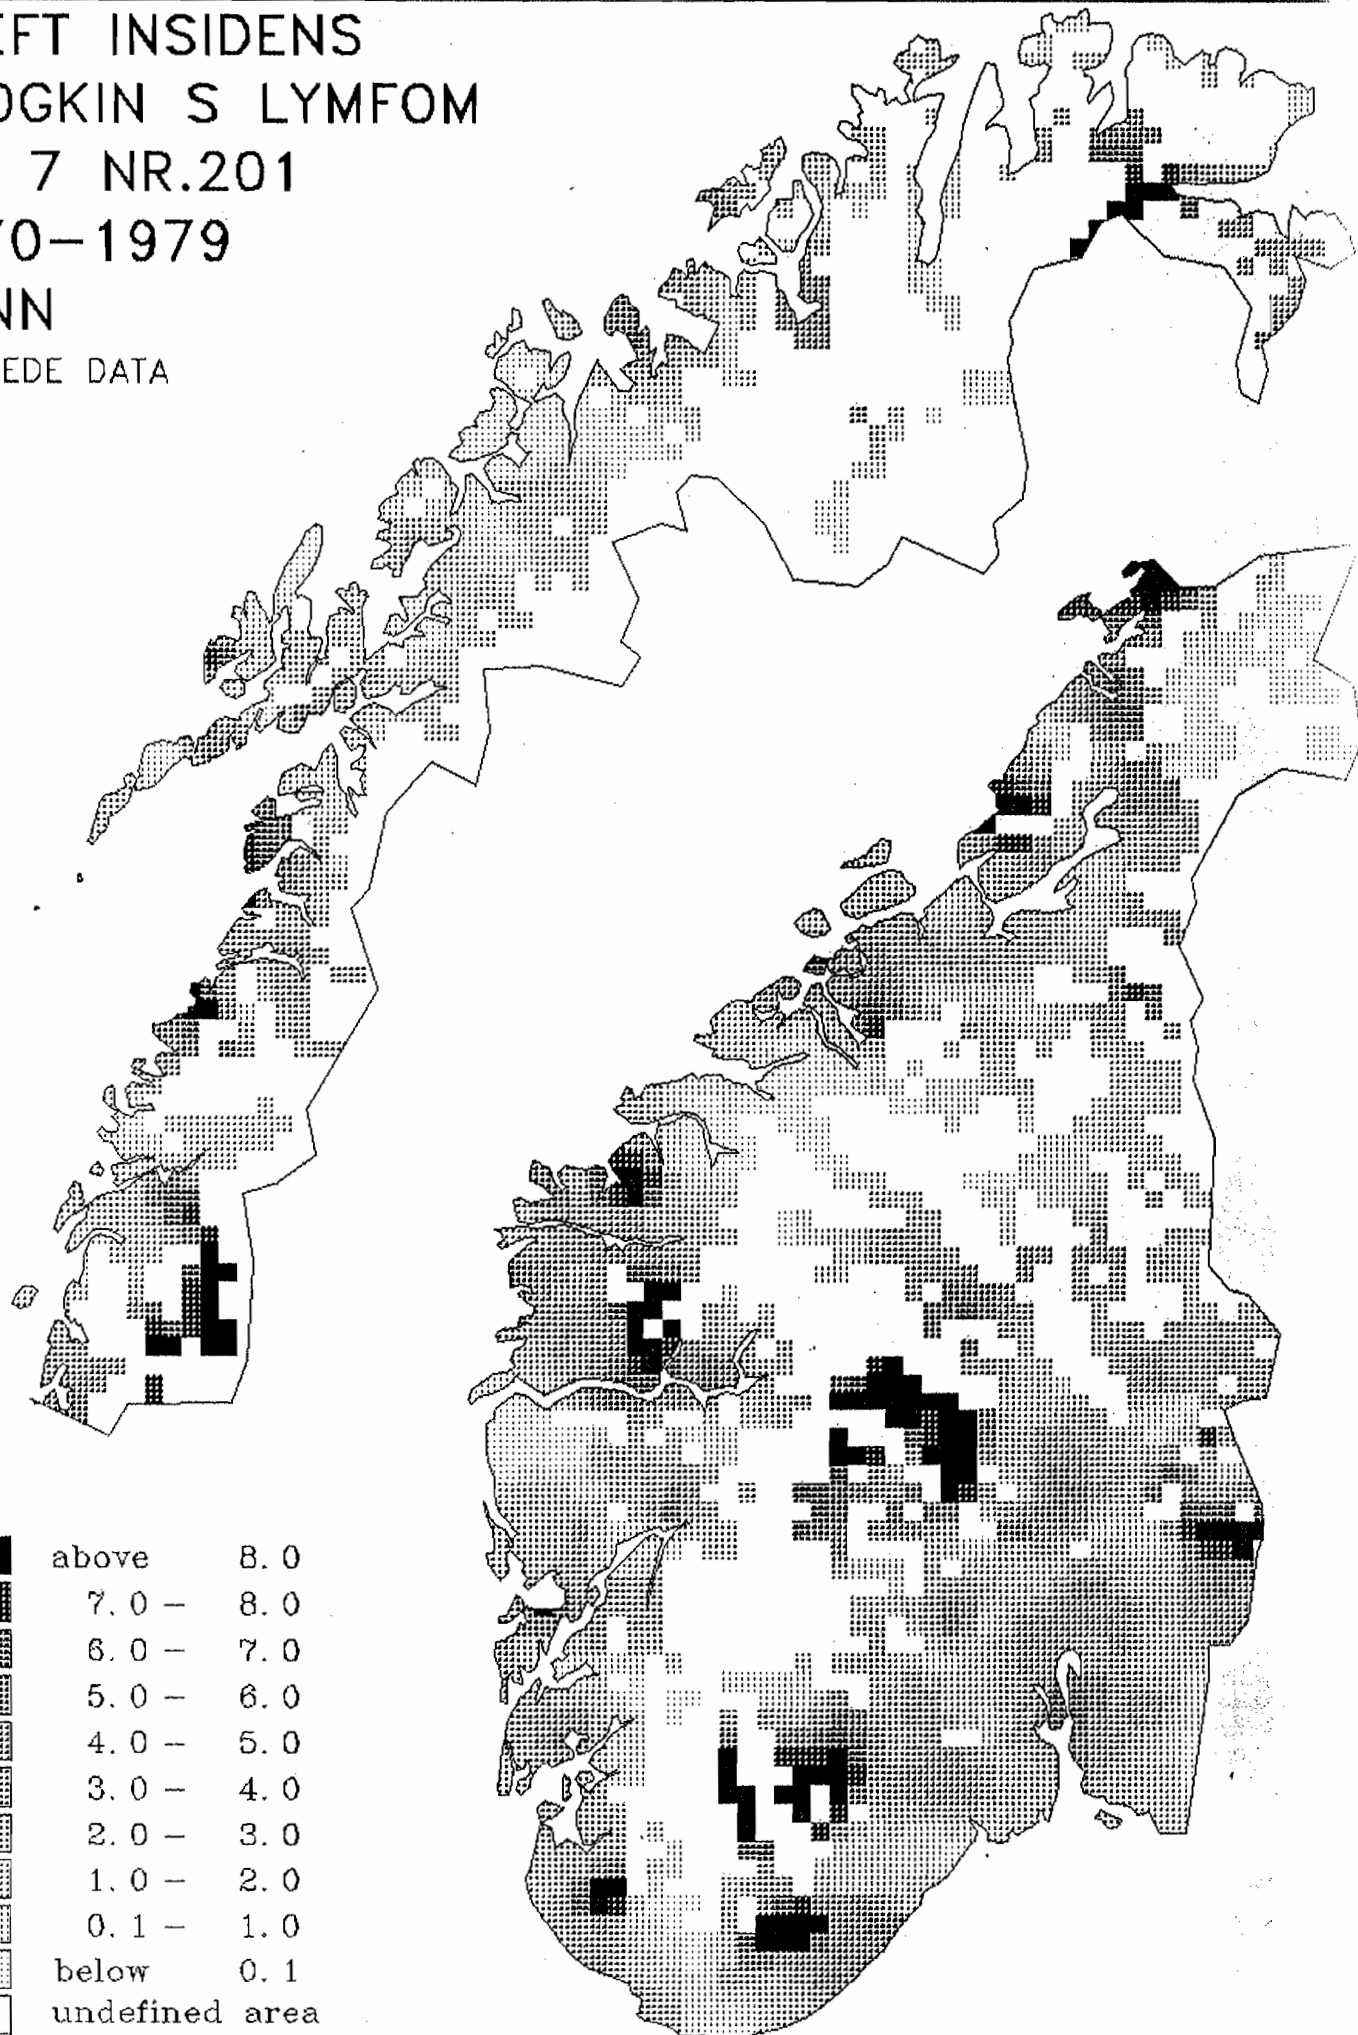 EFT INSIDENS
DGKIN S LYMFOM
7 NR.201
70-1979
NN
EDE DATA
above 8.0
7.0 - 8.0
6.0 - 7.0
5.0 - 6.0
4.0 - 5.0
3.0 - 4.0
2.0 - 3.0
1.0 - 2.0
0.1 - 1.0
below 0.1
undefined area